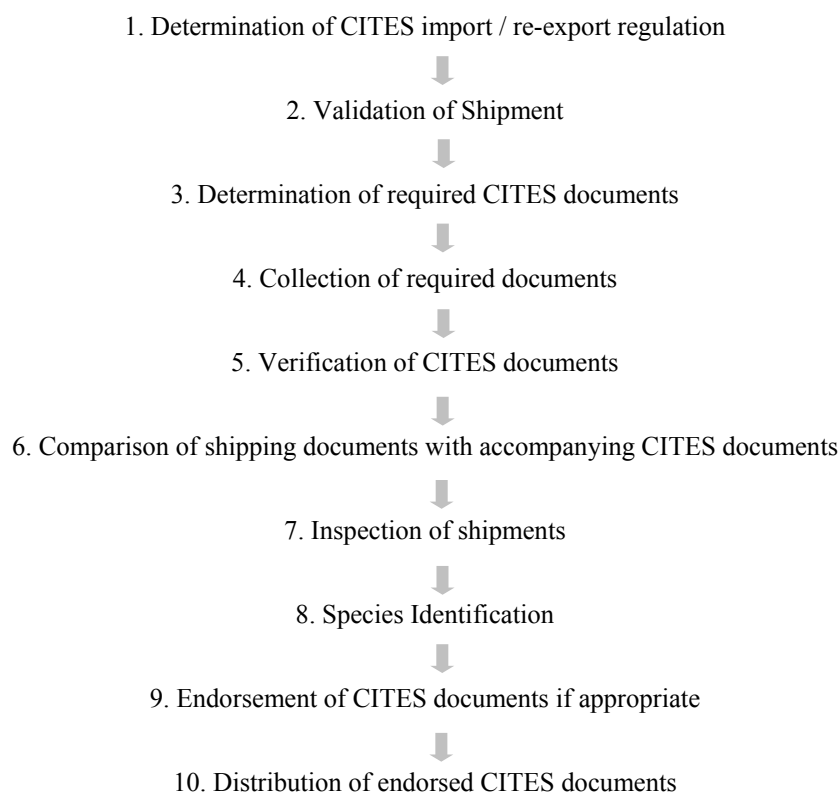 1. Determination of CITES import / re-export regulation
2. Validation of Shipment
3. Determination of required CITES documents
4. Collection of required documents
5. Verification of CITES documents
6. Comparison of shipping documents with accompanying CITES documents
7. Inspection of shipments
8. Species Identification
9. Endorsement of CITES documents if appropriate
10. Distribution of endorsed CITES documents